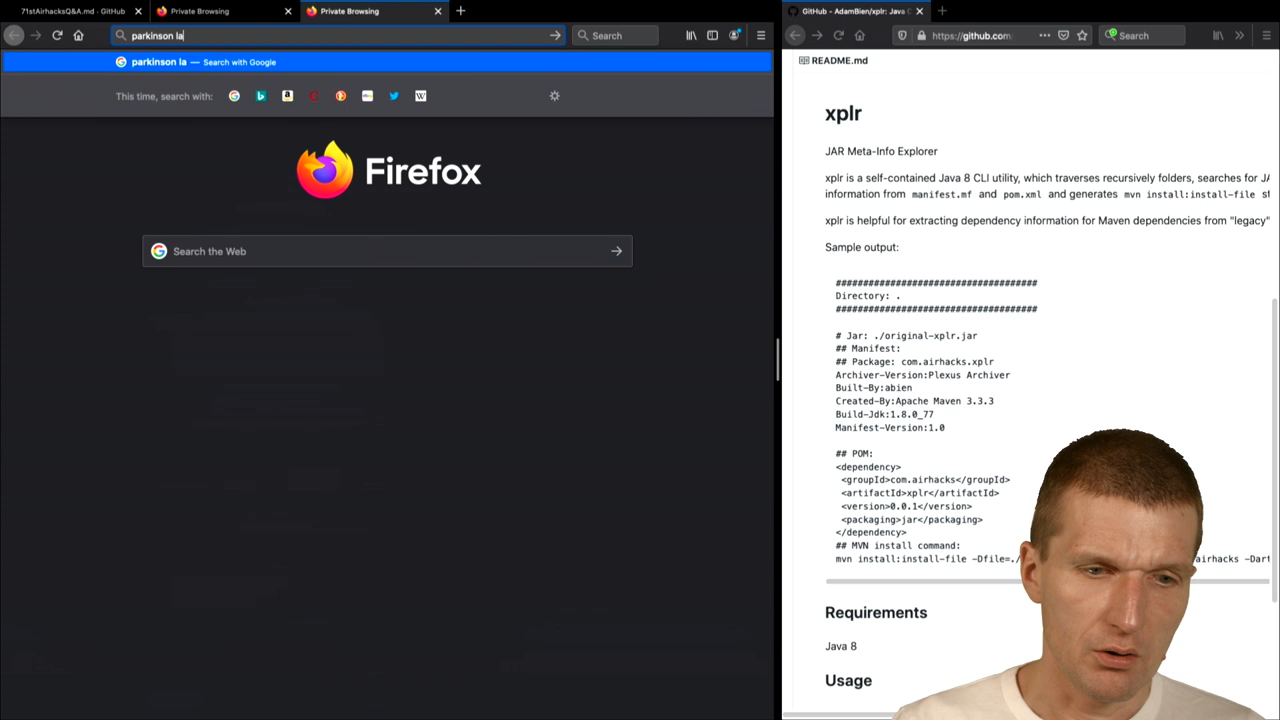 71stAirhacksQ&A.md · GitHub
Private Browsing
Private Browsing
parkinson la
Search
parkinson la — Search with Google
This time, search with:
Firefox
Search the Web
GitHub - AdamBien/xplr: Java C
https://github.com
Search
README.md
xplr
JAR Meta-Info Explorer
xplr is a self-contained Java 8 CLI utility, which traverses recursively folders, searches for JA
information from manifest.mf and pom.xml and generates mvn install:install-file st
xplr is helpful for extracting dependency information for Maven dependencies from "legacy"
Sample output:
#####################################
Directory: .
#####################################
# Jar: ./original-xplr.jar
## Manifest:
## Package: com.airhacks.xplr
Archiver-Version:Plexus Archiver
Built-By:abien
Created-By:Apache Maven 3.3.3
Build-Jdk:1.8.0_77
Manifest-Version:1.0
## POM:
<dependency>
<groupId>com.airhacks</groupId>
<artifactId>xplr</artifactId>
<version>0.0.1</version>
<packaging>jar</packaging>
</dependency>
## MVN install command:
mvn install:install-file -Dfile=./ airhacks -Dart
Requirements
Java 8
Usage